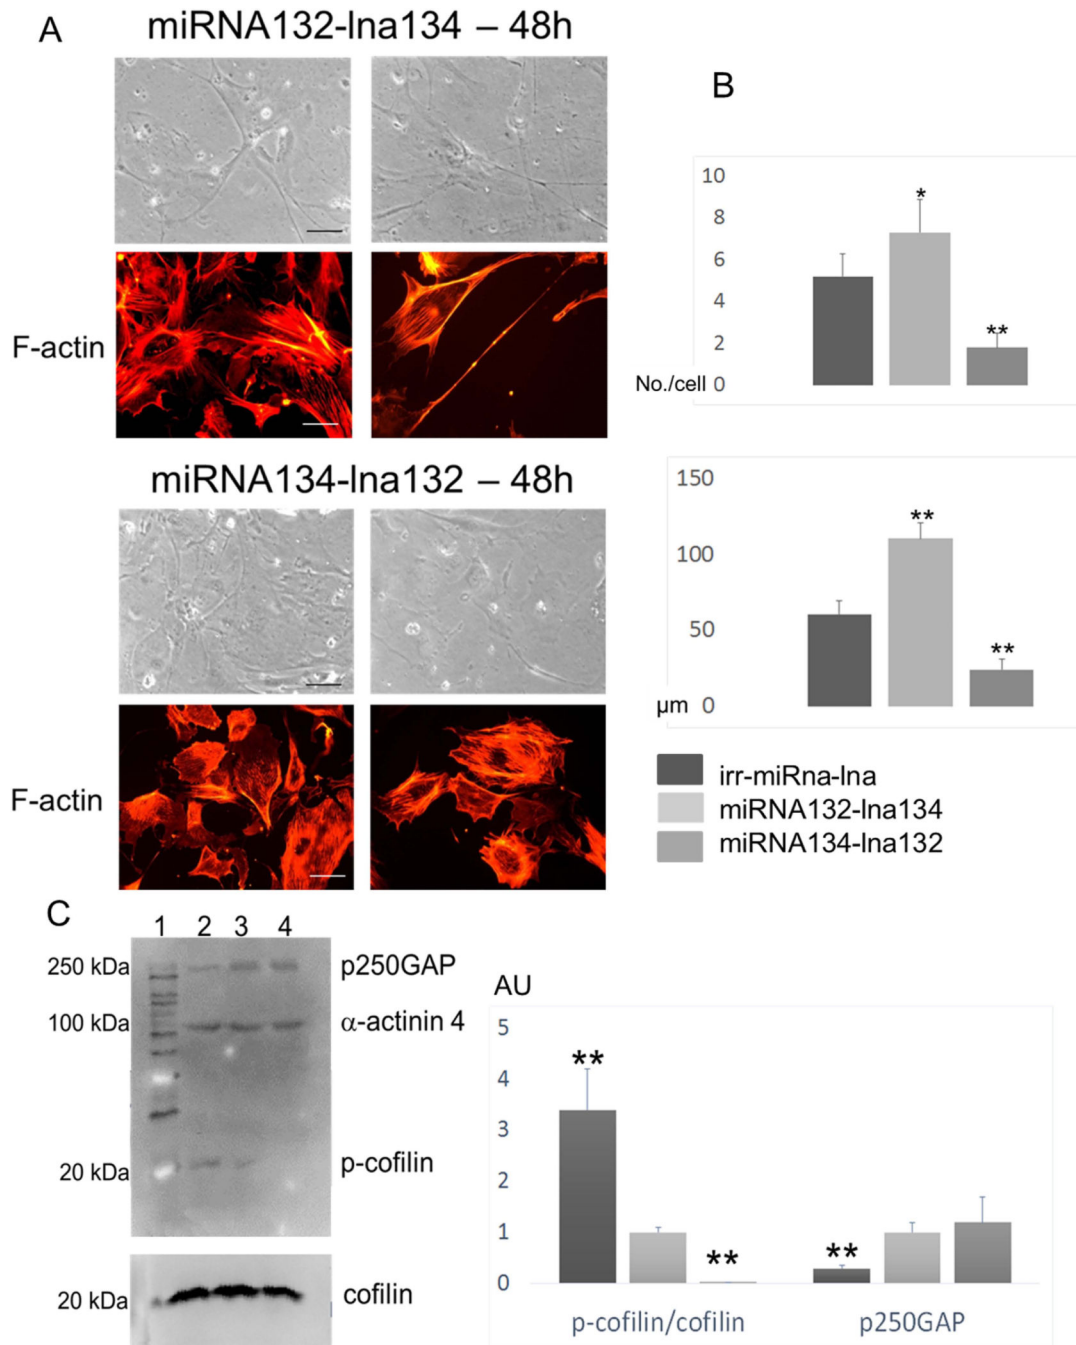 A
miRNA132-lna134 – 48h
F-actin
miRNA134-lna132 – 48h
F-actin
B
10
*
8
6
4
**
2
No./cell 0
150
**
100
50
**
µm 0
irr-miRna-lna
miRNA132-lna134
miRNA134-lna132
C
1 2 3 4
250 kDa p250GAP
100 kDa α-actinin 4
20 kDa p-cofilin
20 kDa cofilin
AU
5
**
4
3
2
1
** **
0
p-cofilin/cofilin p250GAP